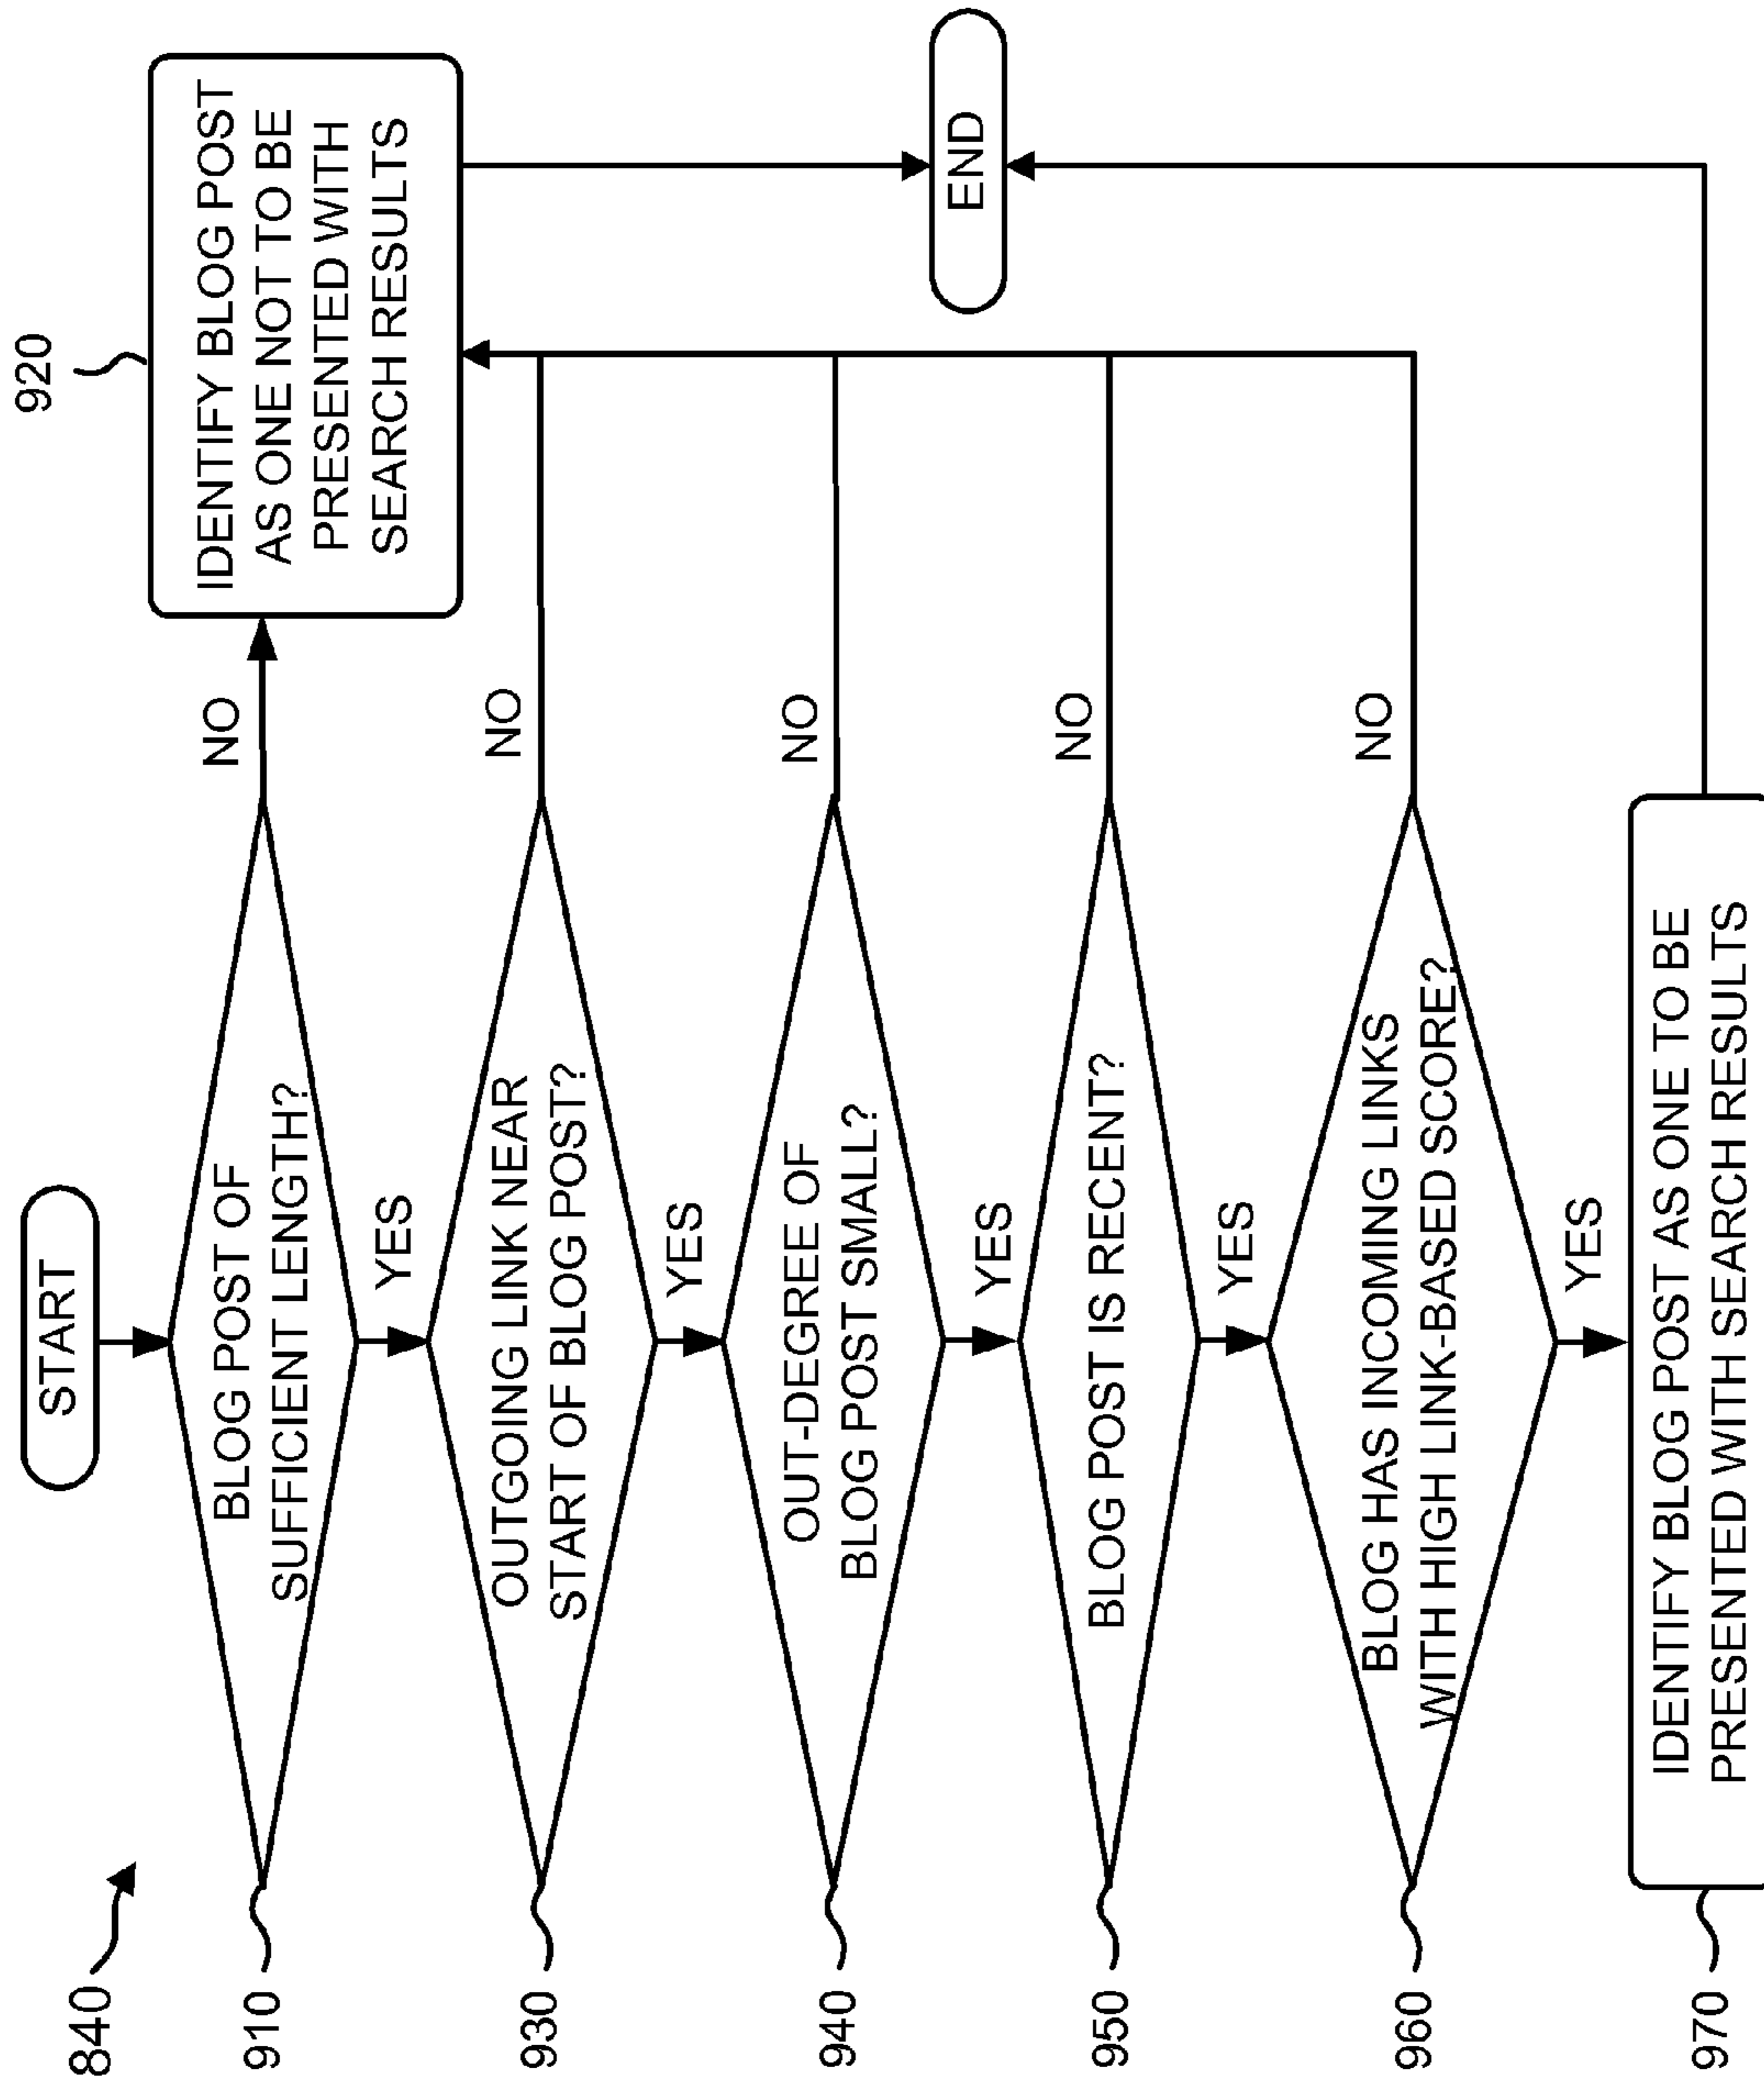 840
START
910
BLOG POST OF
SUFFICIENT LENGTH?
NO
920
IDENTIFY BLOG POST
AS ONE NOT TO BE
PRESENTED WITH
SEARCH RESULTS
YES
930
OUTGOING LINK NEAR
START OF BLOG POST?
NO
YES
940
OUT-DEGREE OF
BLOG POST SMALL?
NO
YES
950
BLOG POST IS RECENT?
NO
YES
960
BLOG HAS INCOMING LINKS
WITH HIGH LINK-BASED SCORE?
NO
YES
970
IDENTIFY BLOG POST AS ONE TO BE
PRESENTED WITH SEARCH RESULTS
END